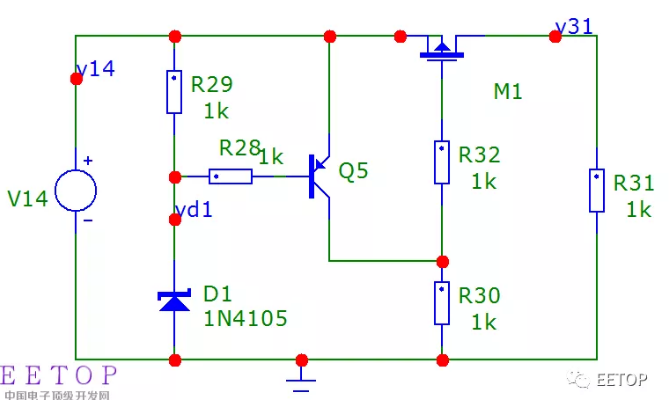 v14
v31
R29
1k
M1
R28
1k
Q5
R32
1k
V14
+
−
vd1
R31
1k
D1
1N4105
R30
1k
EETOP
中国电子顶级开发网
EETOP